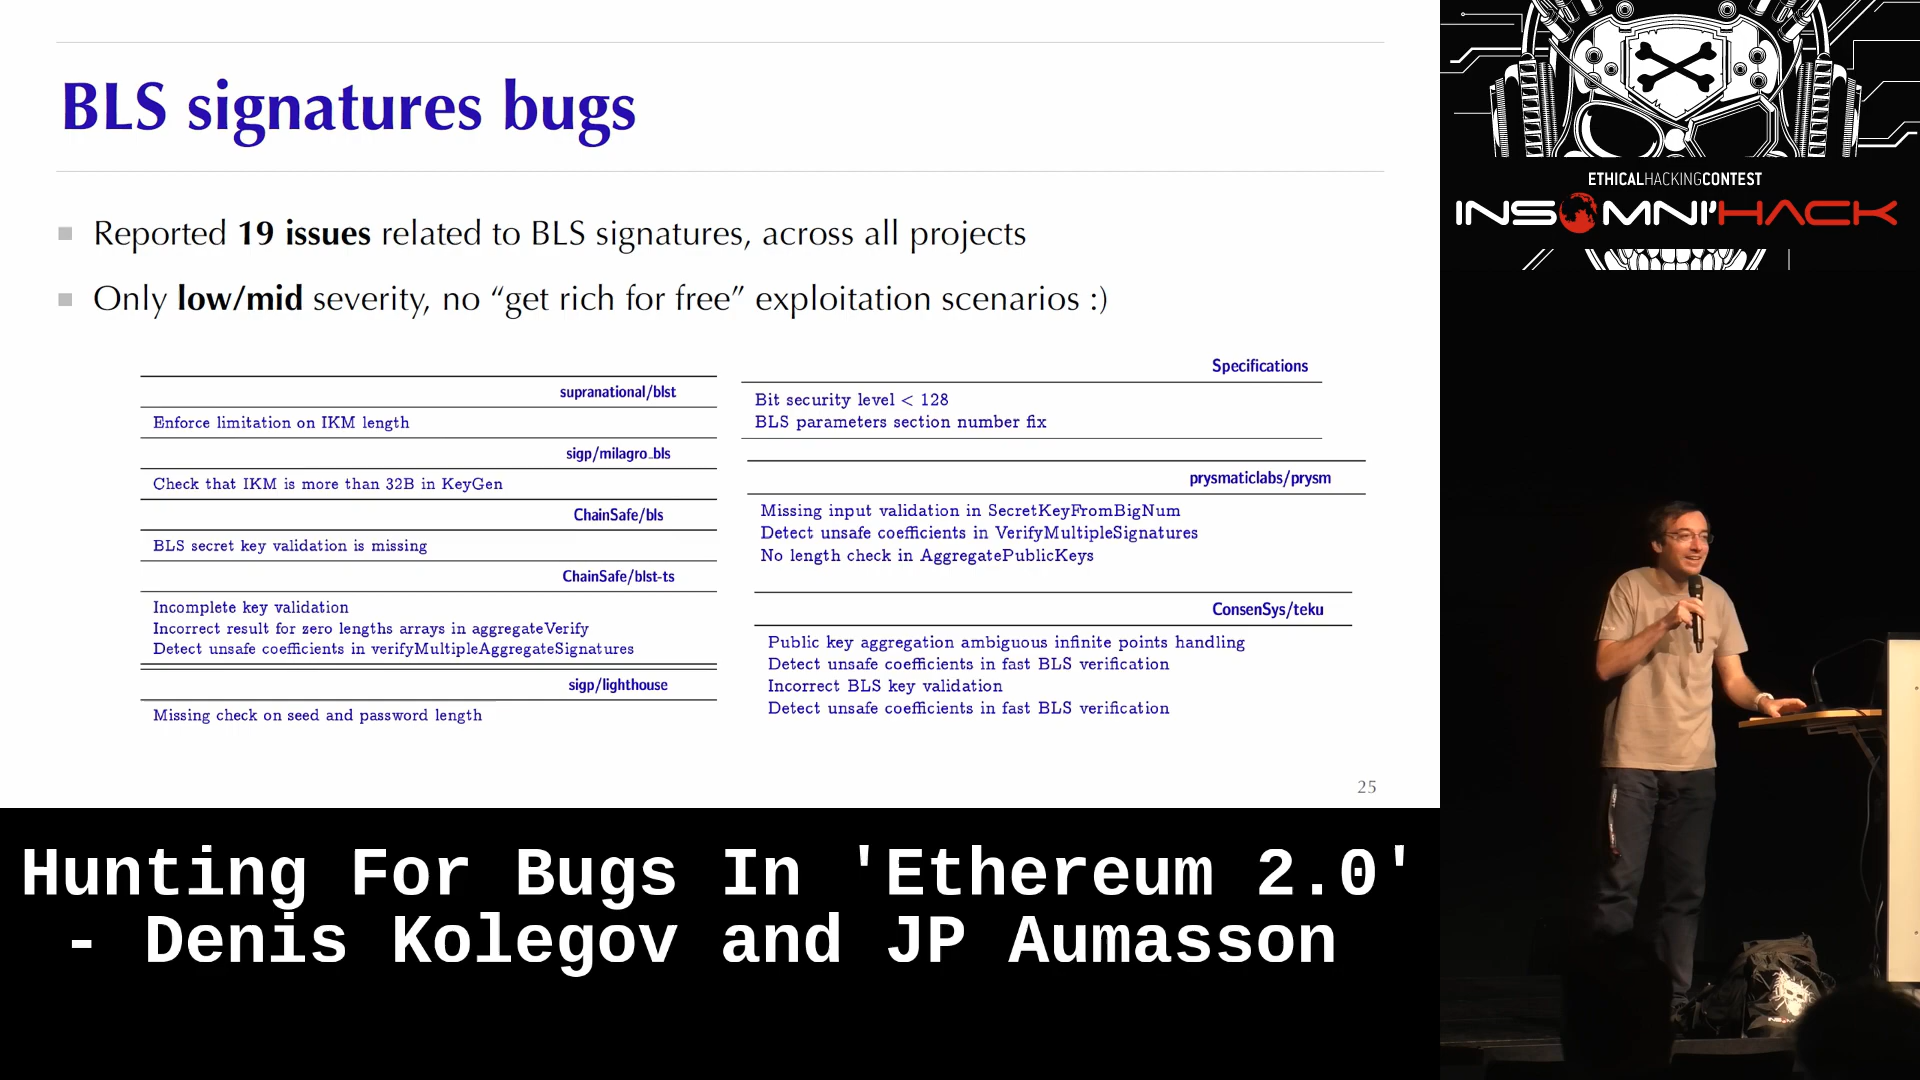 BLS signatures bugs
Reported 19 issues related to BLS signatures, across all projects
Only low/mid severity, no “get rich for free” exploitation scenarios :)
supranational/blst
Enforce limitation on IKM length
sigp/milagro_bls
Check that IKM is more than 32B in KeyGen
ChainSafe/bls
BLS secret key validation is missing
ChainSafe/blst-ts
Incomplete key validation
Incorrect result for zero lengths arrays in aggregateVerify
Detect unsafe coefficients in verifyMultipleAggregateSignatures
sigp/lighthouse
Missing check on seed and password length
Specifications
Bit security level < 128
BLS parameters section number fix
prysmaticlabs/prysm
Missing input validation in SecretKeyFromBigNum
Detect unsafe coefficients in VerifyMultipleSignatures
No length check in AggregatePublicKeys
ConsenSys/teku
Public key aggregation ambiguous infinite points handling
Detect unsafe coefficients in fast BLS verification
Incorrect BLS key validation
Detect unsafe coefficients in fast BLS verification
25
ETHICALHACKINGCONTEST
INSOMNI'HACK
Hunting For Bugs In 'Ethereum 2.0'
- Denis Kolegov and JP Aumasson